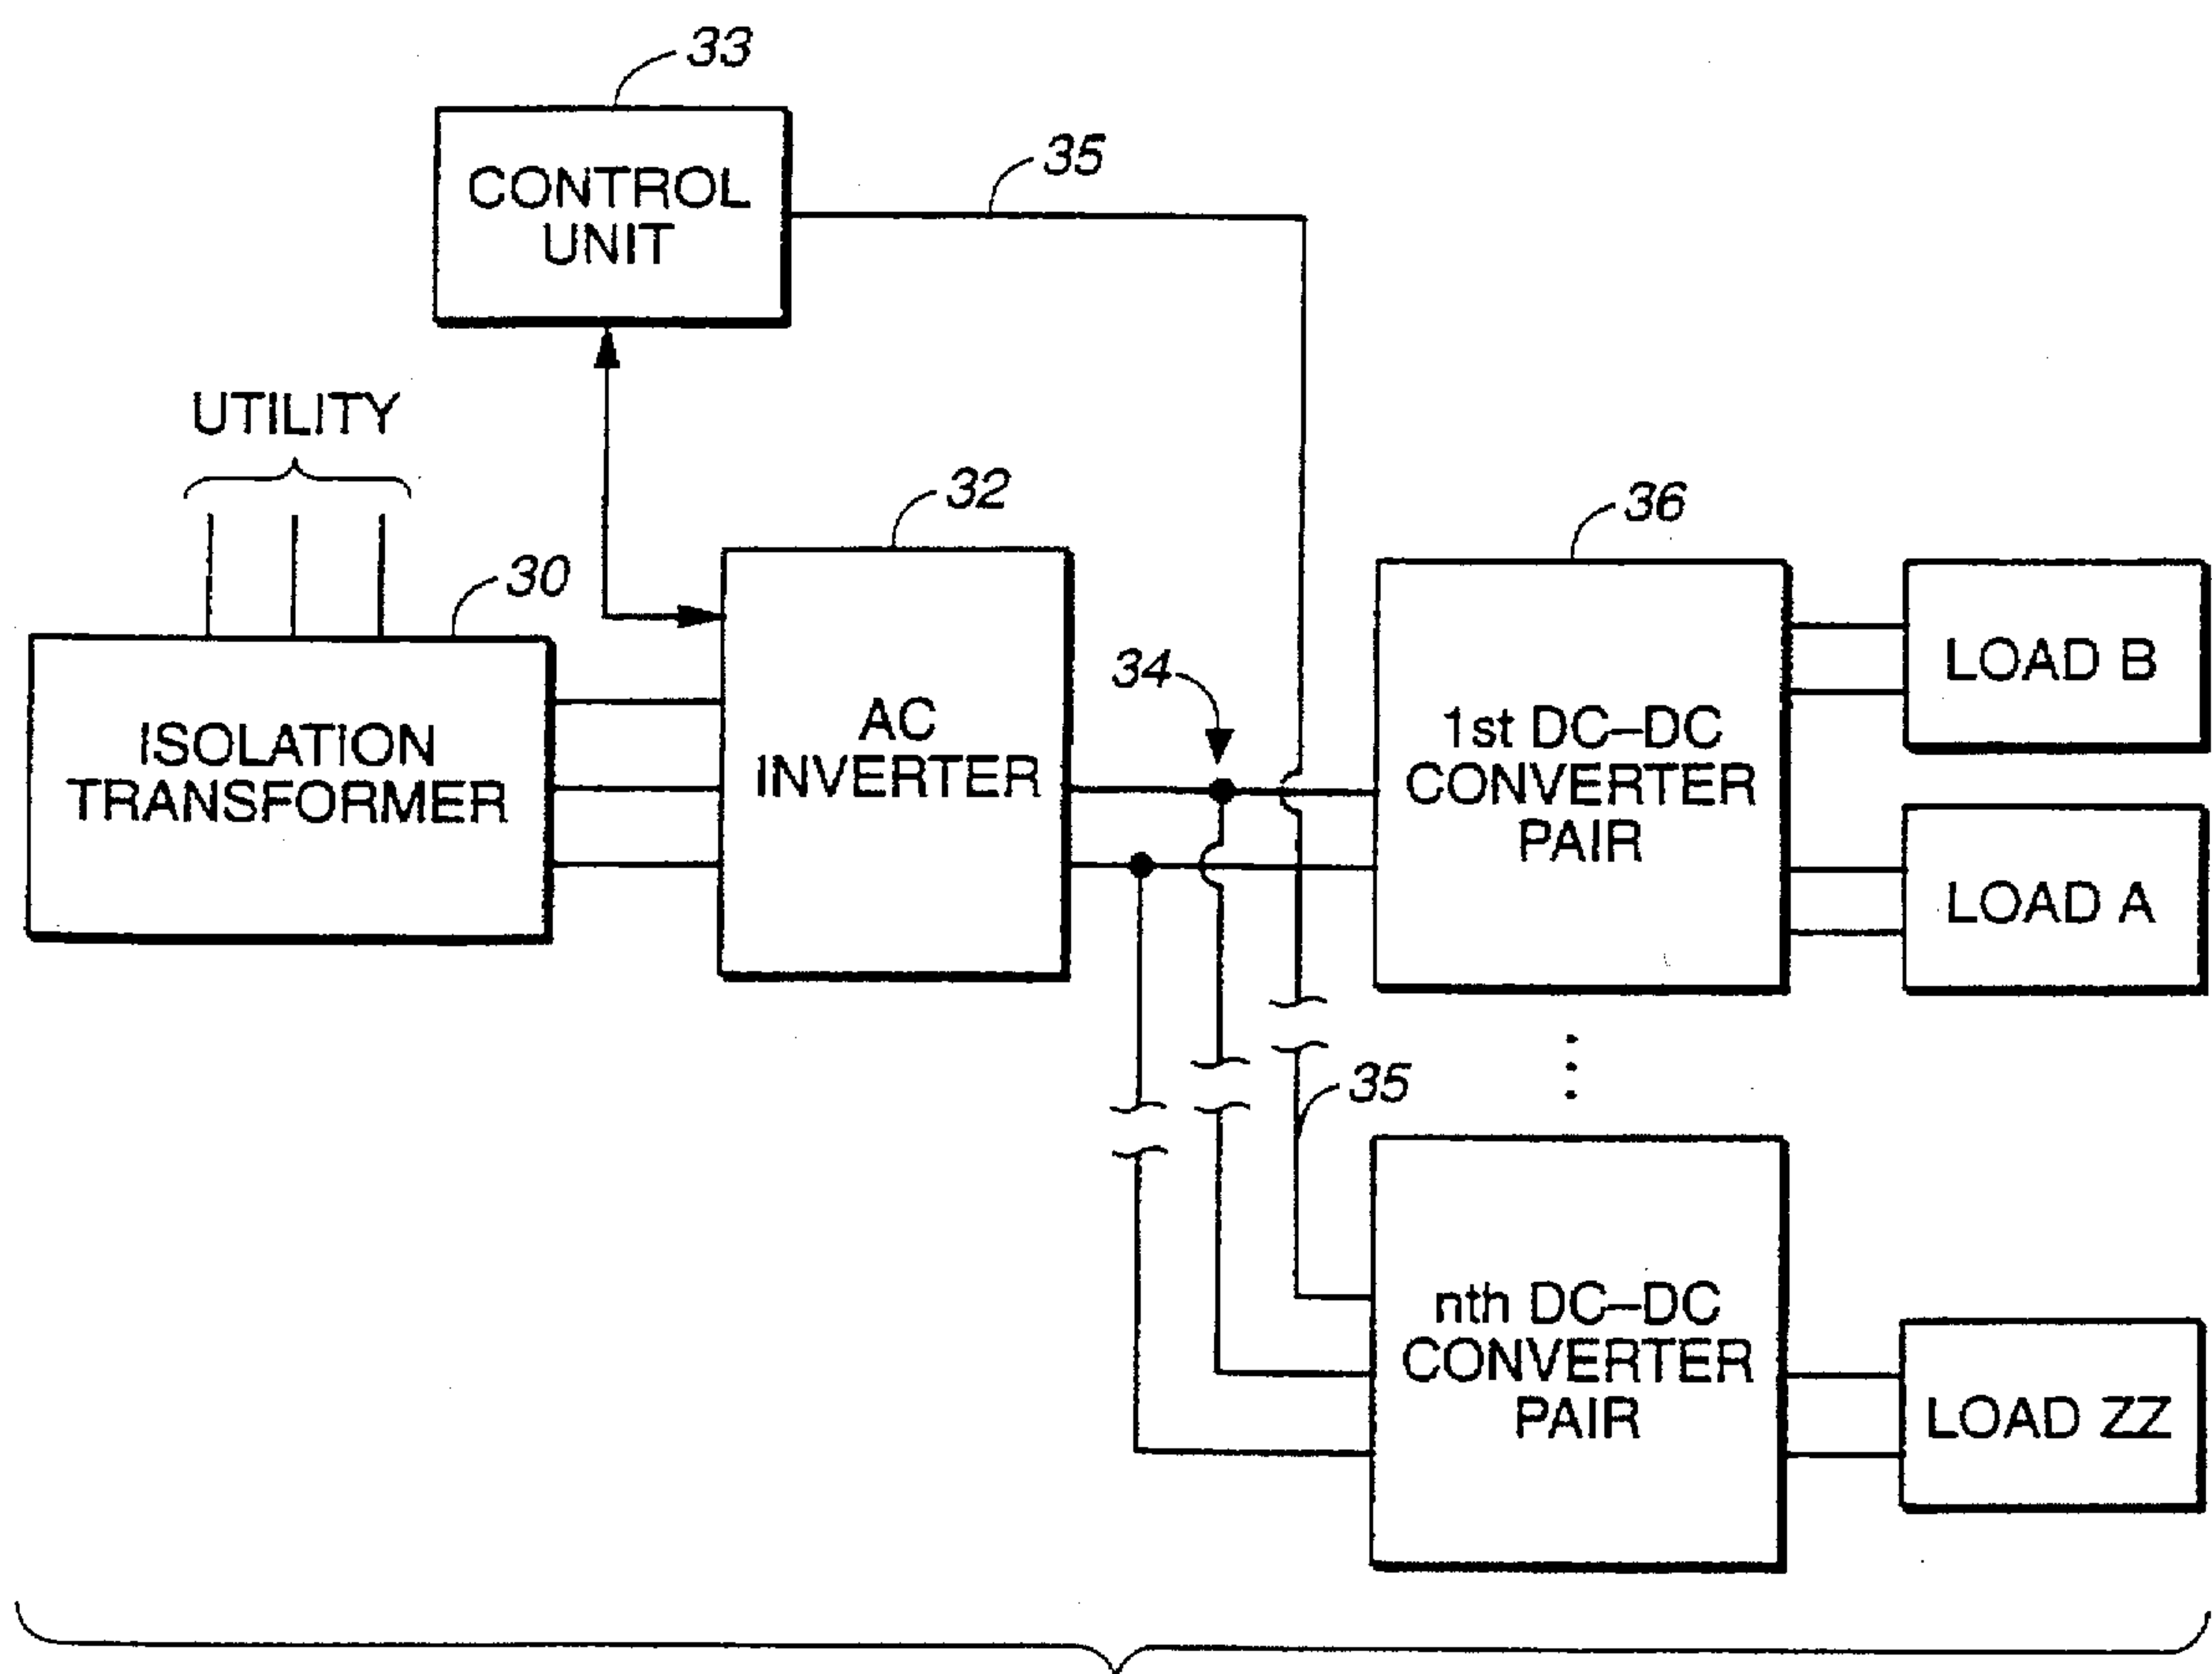 33
CONTROL
UNIT
35
UTILITY
30
32
36
ISOLATION
TRANSFORMER
AC
INVERTER
34
1st DC–DC
CONVERTER
PAIR
LOAD B
LOAD A
35
nth DC–DC
CONVERTER
PAIR
LOAD ZZ